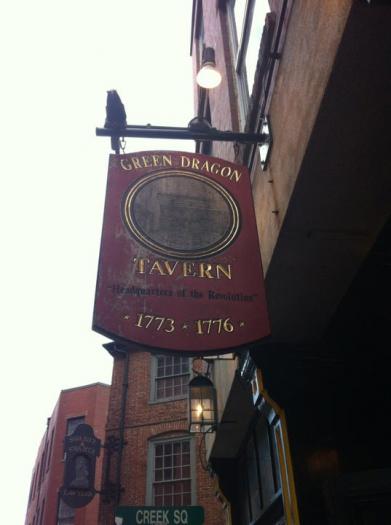 GREEN DRAGON
TAVERN
"Headquarters of the Revolution"
1773 - 1776
CREEK SQ